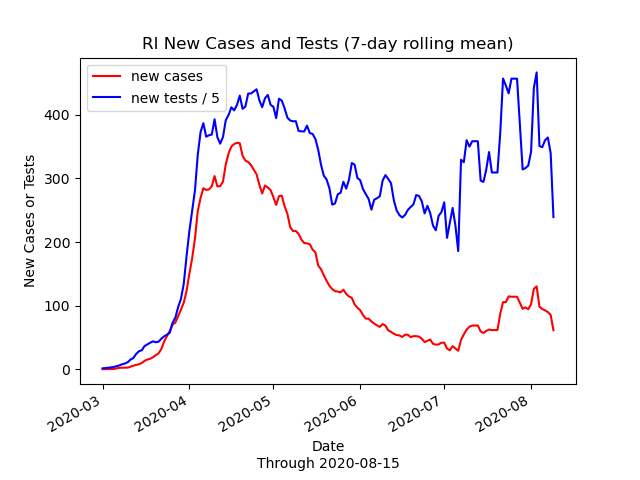 RI New Cases and Tests (7-day rolling mean)
new cases
new tests / 5
New Cases or Tests
400
300
200
100
0
2020-03
2020-04
2020-05
2020-06
2020-07
2020-08
Date
Through 2020-08-15